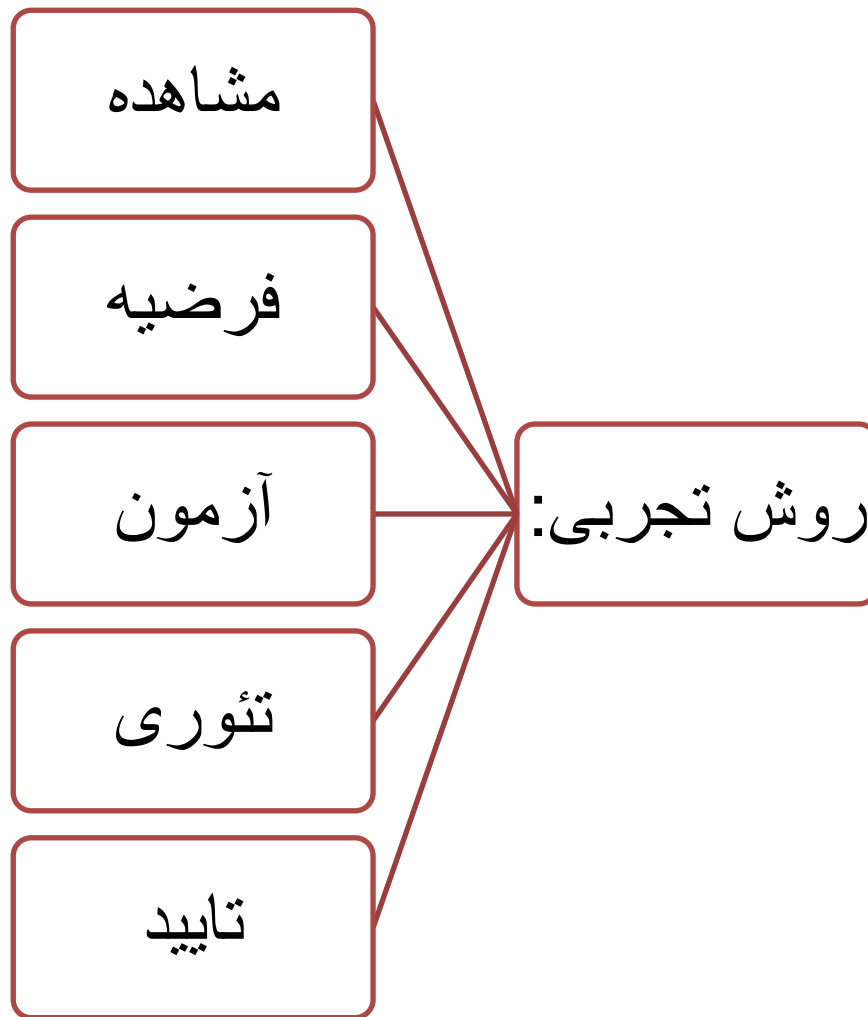 روش تجربی:
مشاهده
فرضیه
آزمون
تئوری
تایید